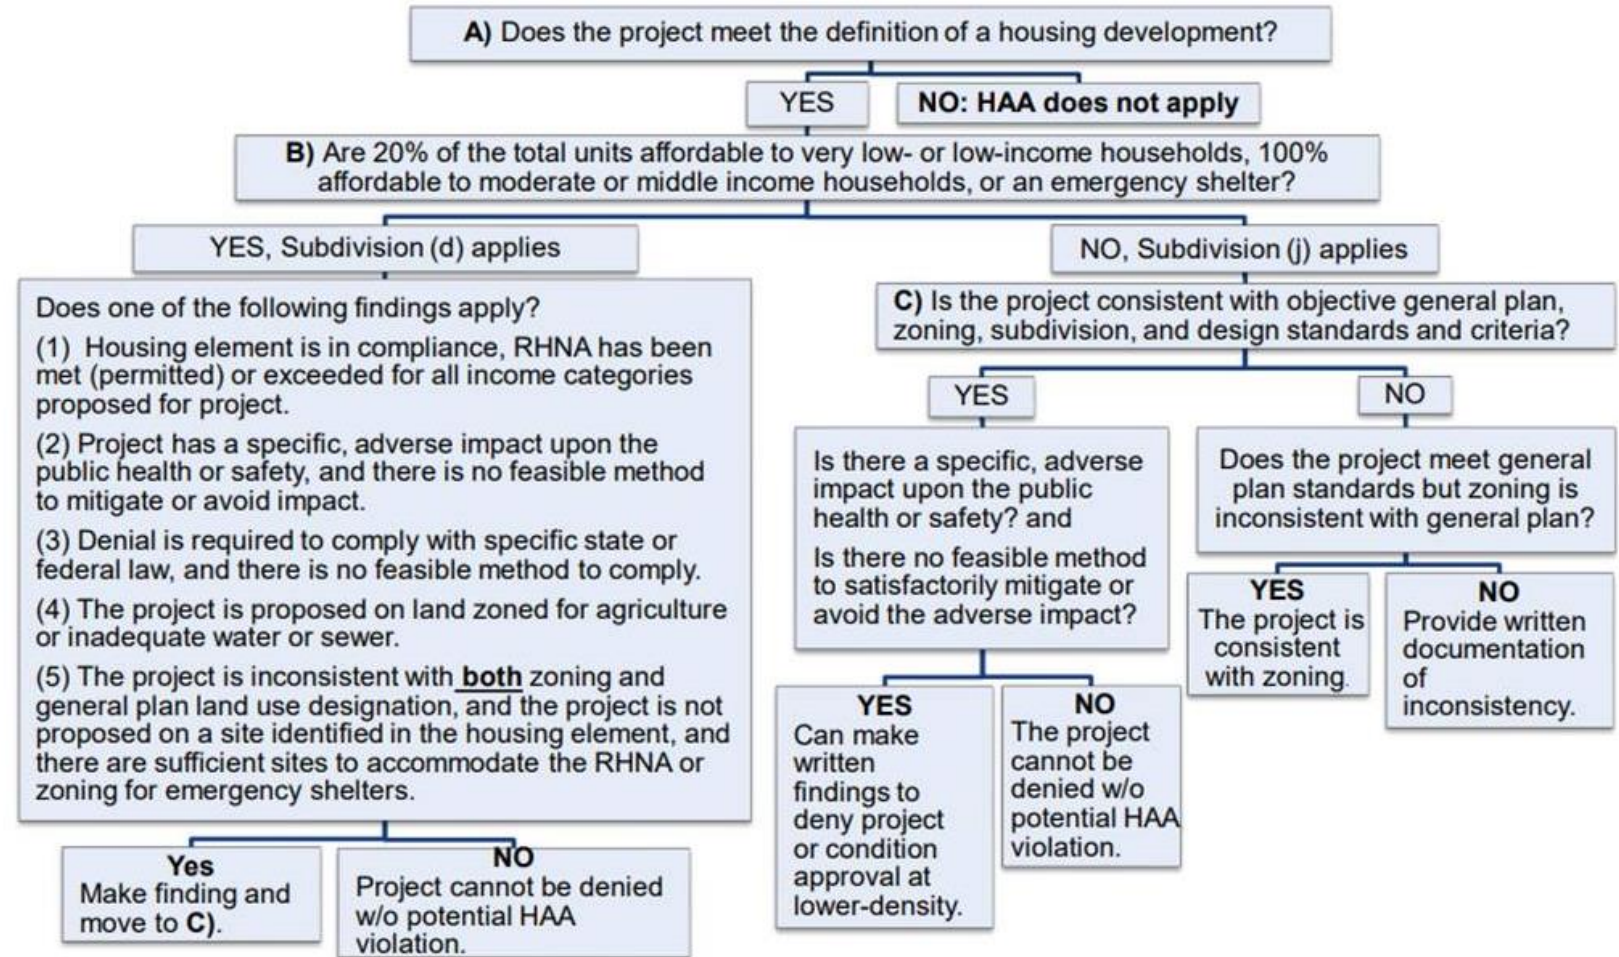 A) Does the project meet the definition of a housing development?
YES
NO: HAA does not apply
B) Are 20% of the total units affordable to very low- or low-income households, 100%
affordable to moderate or middle income households, or an emergency shelter?
YES, Subdivision (d) applies
NO, Subdivision (j) applies
Does one of the following findings apply?
(1) Housing element is in compliance, RHNA has been
met (permitted) or exceeded for all income categories
proposed for project.
(2) Project has a specific, adverse impact upon the
public health or safety, and there is no feasible method
to mitigate or avoid impact.
(3) Denial is required to comply with specific state or
federal law, and there is no feasible method to comply.
(4) The project is proposed on land zoned for agriculture
or inadequate water or sewer.
(5) The project is inconsistent with both zoning and
general plan land use designation, and the project is not
proposed on a site identified in the housing element, and
there are sufficient sites to accommodate the RHNA or
zoning for emergency shelters.
Yes
Make finding and
move to C).
NO
Project cannot be denied
w/o potential HAA
violation.
C) Is the project consistent with objective general plan,
zoning, subdivision, and design standards and criteria?
YES
NO
Is there a specific, adverse
impact upon the public
health or safety? and
Is there no feasible method
to satisfactorily mitigate or
avoid the adverse impact?
YES
Can make
written
findings to
deny project
or condition
approval at
lower-density.
NO
The project
cannot be
denied w/o
potential HAA
violation.
Does the project meet general
plan standards but zoning is
inconsistent with general plan?
YES
The project is
consistent
with zoning.
NO
Provide written
documentation
of
inconsistency.